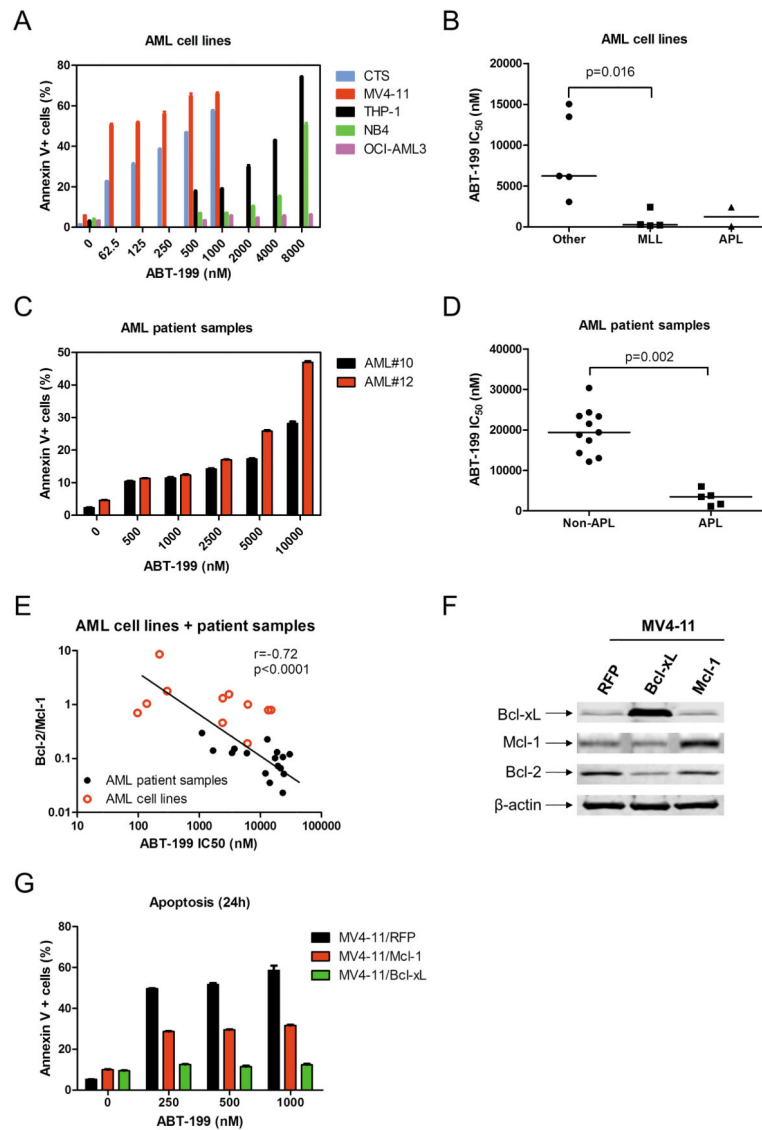 A
AML cell lines
Annexin V+ cells (%)
80
60
40
20
0
0
62.5
125
250
500
1000
2000
4000
8000
ABT-199 (nM)
CTS
MV4-11
THP-1
NB4
OCI-AML3
B
AML cell lines
p=0.016
ABT-199 IC50 (nM)
20000
15000
10000
5000
0
Other
MLL
APL
C
AML patient samples
Annexin V+ cells (%)
50
40
30
20
10
0
0
500
1000
2500
5000
10000
ABT-199 (nM)
AML#10
AML#12
D
AML patient samples
p=0.002
ABT-199 IC50 (nM)
40000
30000
20000
10000
0
Non-APL
APL
E
AML cell lines + patient samples
r=-0.72
p<0.0001
Bcl-2/Mcl-1
10
1
0.1
0.01
AML patient samples
AML cell lines
10
100
1000
10000
100000
ABT-199 IC50 (nM)
F
MV4-11
RFP
Bcl-xL
Mcl-1
Bcl-xL
Mcl-1
Bcl-2
β-actin
G
Apoptosis (24h)
Annexin V + cells (%)
80
60
40
20
0
0
250
500
1000
ABT-199 (nM)
MV4-11/RFP
MV4-11/Mcl-1
MV4-11/Bcl-xL